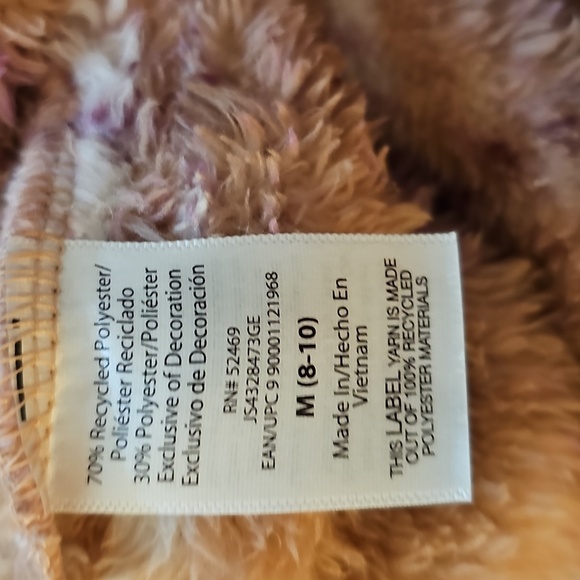 70% Recycled Polyester/
Poliéster Reciclado
30% Polyester/Poliéster
Exclusive of Decoration
Exclusivo de Decoración
RN# 52469
JS4328473GE
EAN/UPC 9 90001121968
M (8-10)
Made In/Hecho En
Vietnam
THIS LABEL YARN IS MADE
OUT OF 100% RECYCLED
POLYESTER MATERIALS